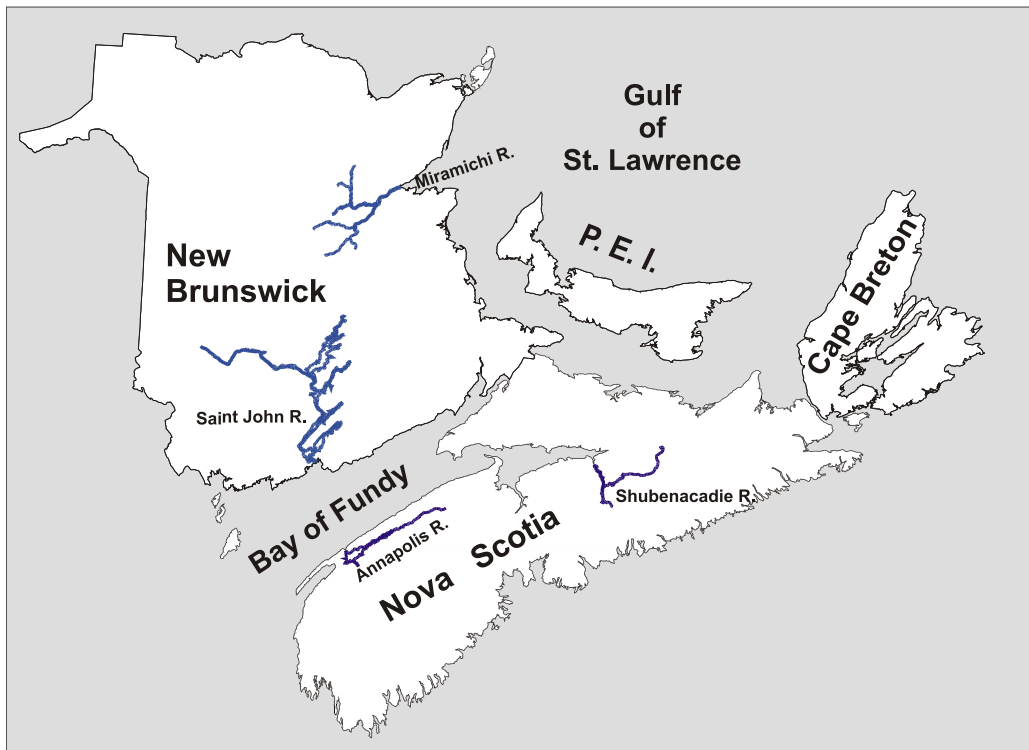 Gulf
of
St. Lawrence
Miramichi R.
P. E. I.
New
Brunswick
Cape Breton
Saint John R.
Shubenacadie R.
Bay of Fundy
Annapolis R.
Nova Scotia